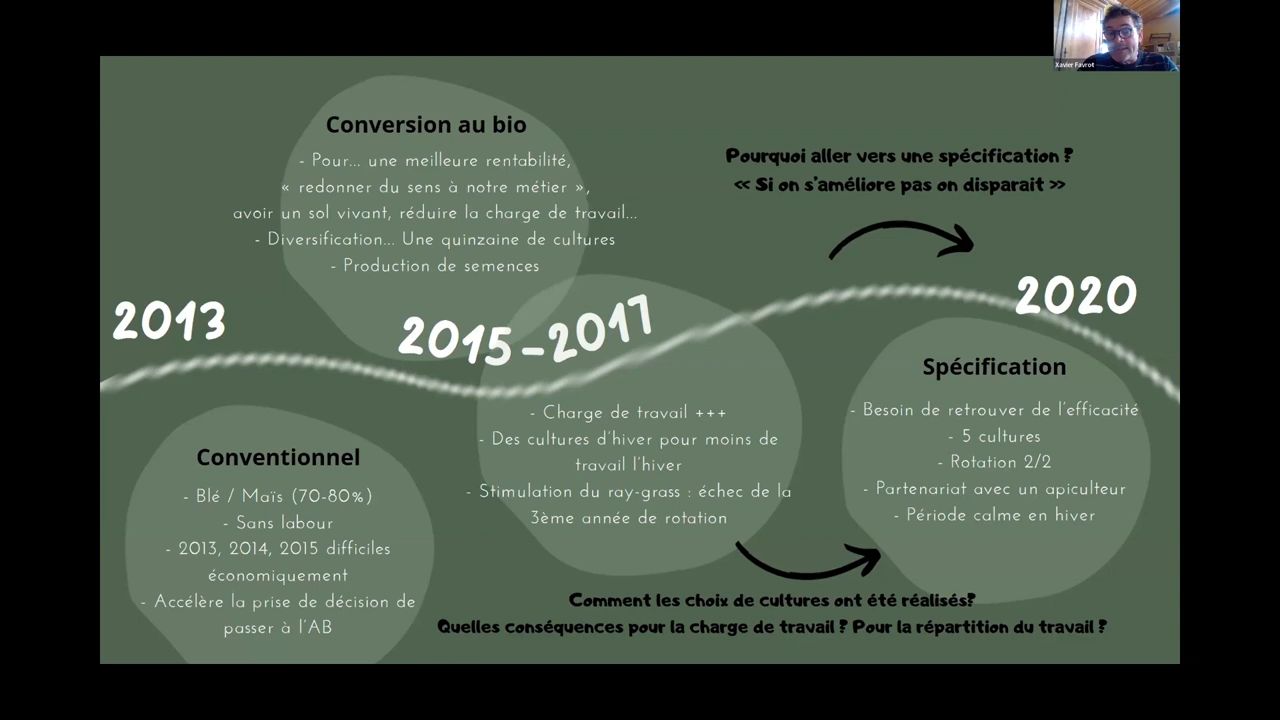 Xavier Favrot
Conversion au bio
- Pour... une meilleure rentabilité,
« redonner du sens à notre métier »,
avoir un sol vivant, réduire la charge de travail...
- Diversification... Une quinzaine de cultures
- Production de semences
Pourquoi aller vers une spécification ?
« Si on s'améliore pas on disparait »
2013
2015-2017
2020
Conventionnel
- Blé / Maïs (70-80%)
- Sans labour
- 2013, 2014, 2015 difficiles
économiquement
- Accélère la prise de décision de
passer à l'AB
- Charge de travail +++
- Des cultures d'hiver pour moins de
travail l'hiver
- Stimulation du ray-grass : échec de la
3ème année de rotation
Spécification
- Besoin de retrouver de l'efficacité
- 5 cultures
- Rotation 2/2
- Partenariat avec un apiculteur
- Période calme en hiver
Comment les choix de cultures ont été réalisés?
Quelles conséquences pour la charge de travail ? Pour la répartition du travail ?